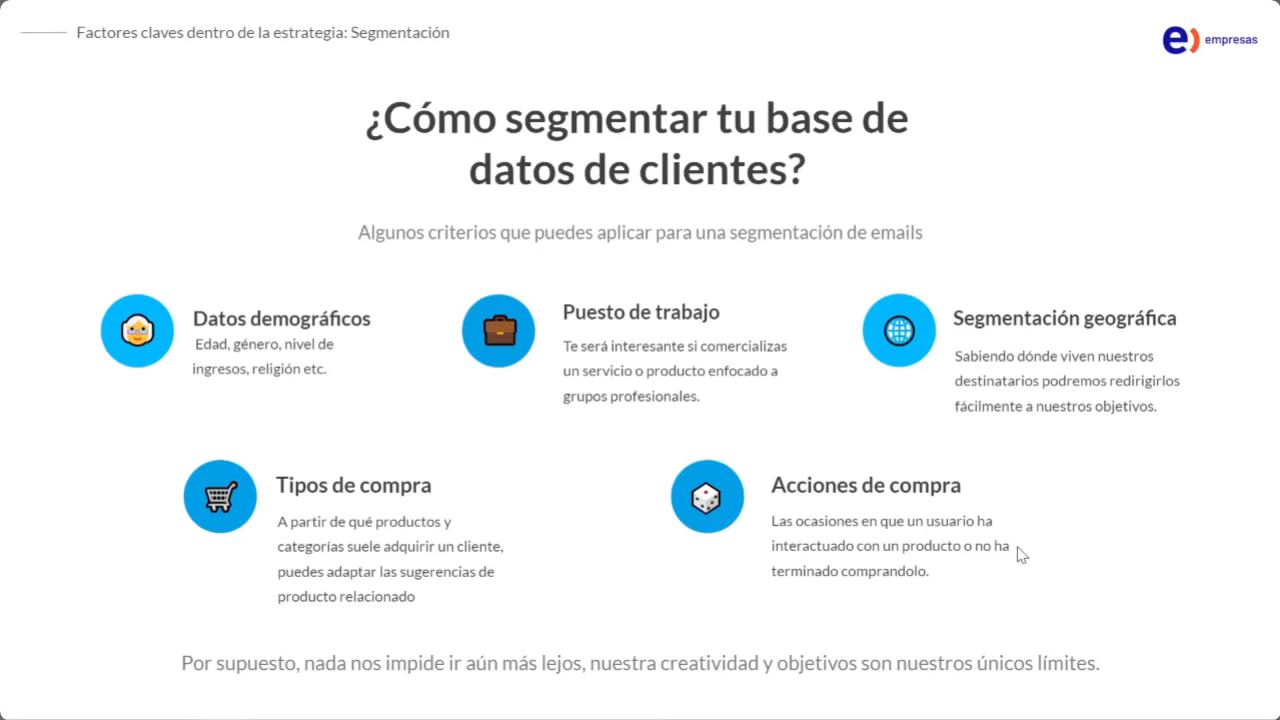 Factores claves dentro de la estrategia: Segmentación
e) empresas
¿Cómo segmentar tu base de
datos de clientes?
Algunos criterios que puedes aplicar para una segmentación de emails
Datos demográficos
Edad, género, nivel de
ingresos, religión etc.
Puesto de trabajo
Te será interesante si comercializas
un servicio o producto enfocado a
grupos profesionales.
Segmentación geográfica
Sabiendo dónde viven nuestros
destinatarios podremos redirigirlos
fácilmente a nuestros objetivos.
Tipos de compra
A partir de qué productos y
categorías suele adquirir un cliente,
puedes adaptar las sugerencias de
producto relacionado
Acciones de compra
Las ocasiones en que un usuario ha
interactuado con un producto o no ha
terminado comprandolo.
Por supuesto, nada nos impide ir aún más lejos, nuestra creatividad y objetivos son nuestros únicos límites.